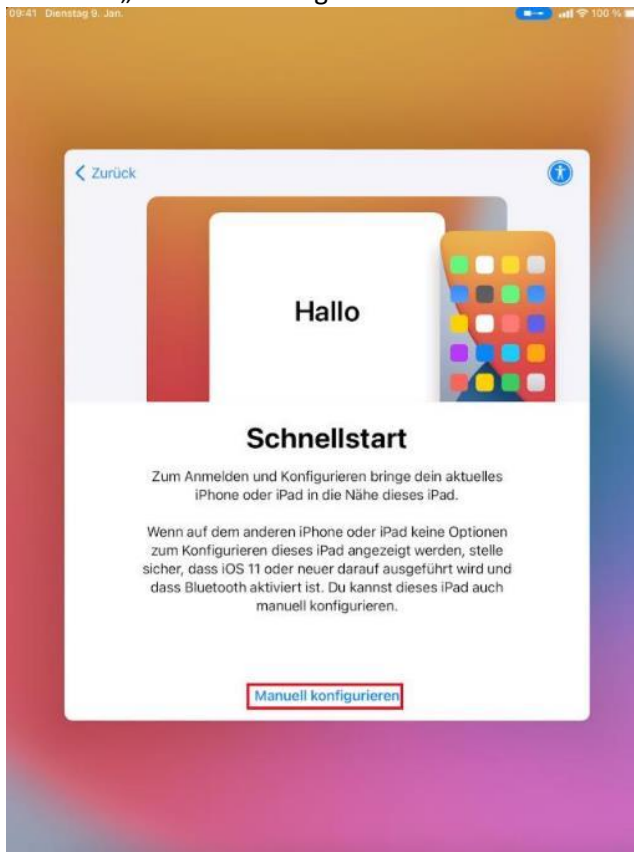 09:41 Dienstag 9. Jan.
100 %
Zurück
Hallo
Schnellstart
Zum Anmelden und Konfigurieren bringe dein aktuelles
iPhone oder iPad in die Nähe dieses iPad.
Wenn auf dem anderen iPhone oder iPad keine Optionen
zum Konfigurieren dieses iPad angezeigt werden, stelle
sicher, dass iOS 11 oder neuer darauf ausgeführt wird und
dass Bluetooth aktiviert ist. Du kannst dieses iPad auch
manuell konfigurieren.
Manuell konfigurieren